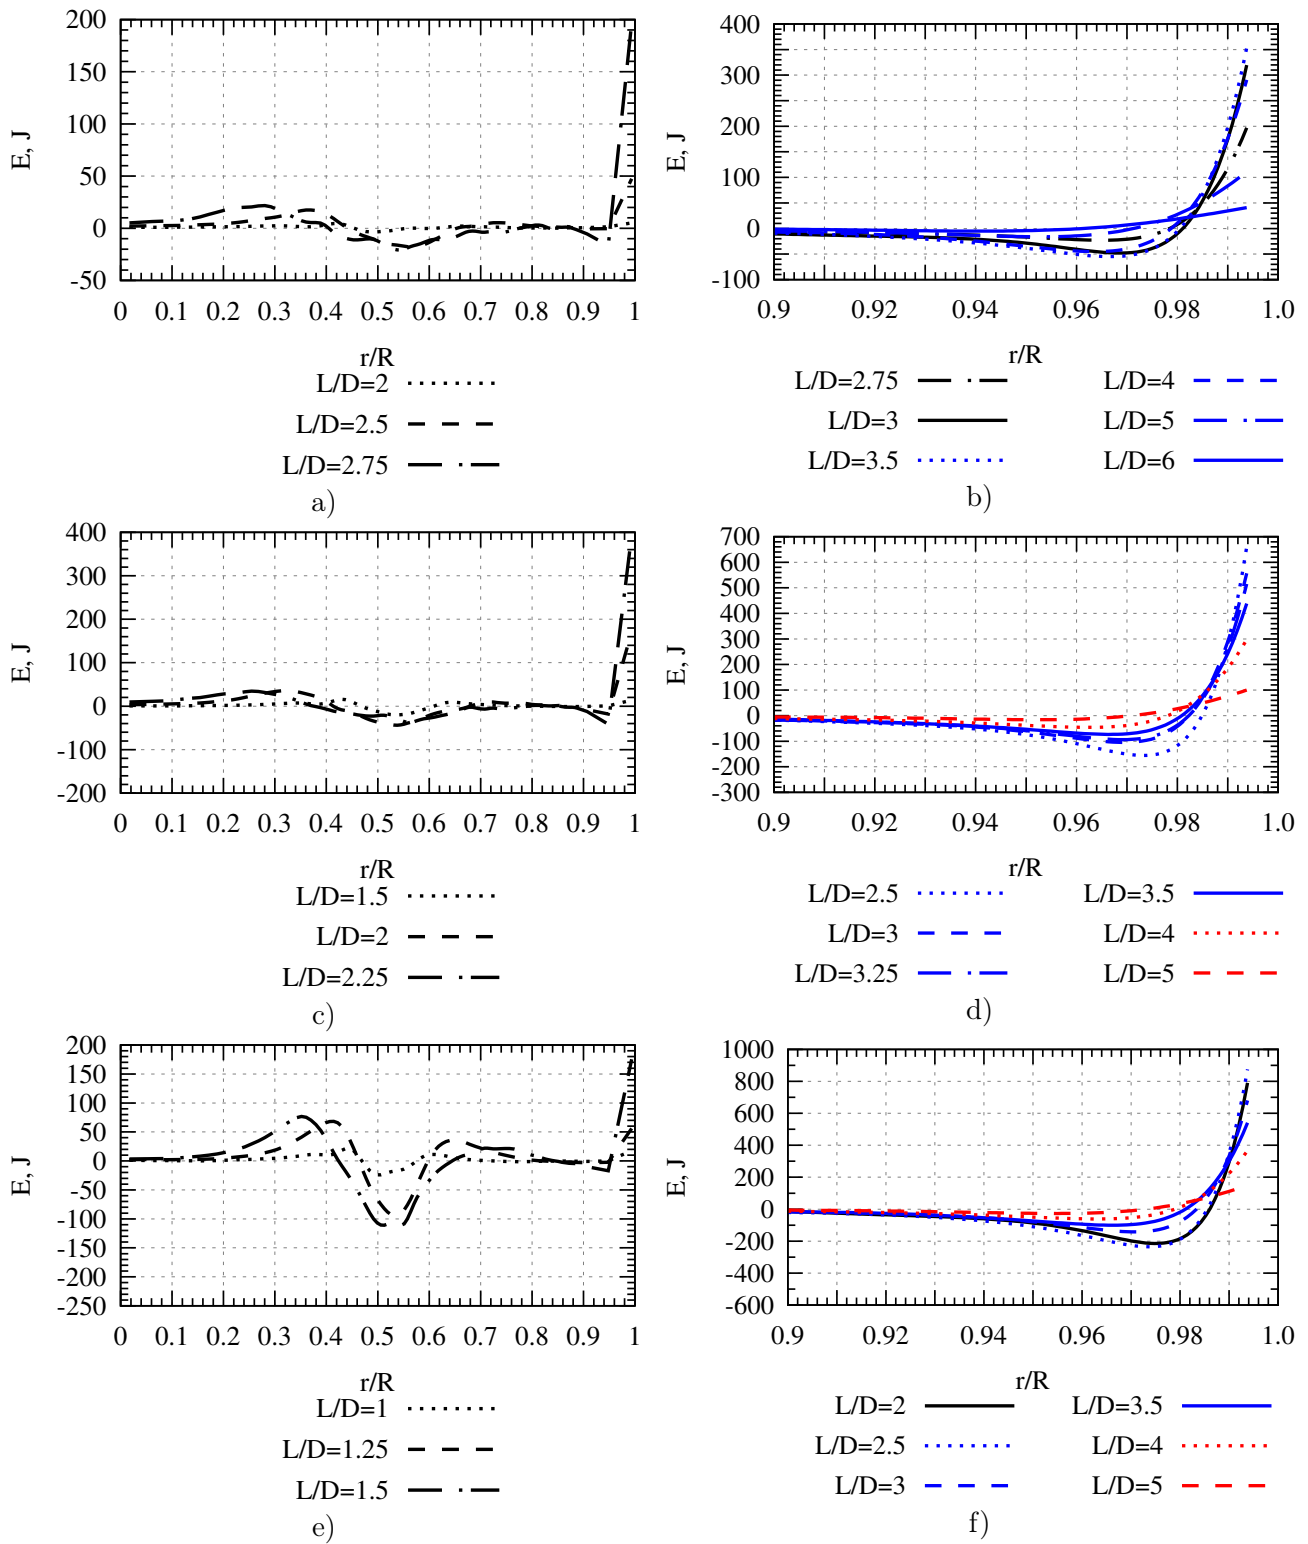 200
150
100
50
0
-50
E, J
0 0.1 0.2 0.3 0.4 0.5 0.6 0.7 0.8 0.9 1
r/R
L/D=2
L/D=2.5
L/D=2.75
a)
400
300
200
100
0
-100
E, J
0.9 0.92 0.94 0.96 0.98 1.0
r/R
L/D=2.75 L/D=4
L/D=3 L/D=5
L/D=3.5 L/D=6
b)
400
300
200
100
0
-100
-200
E, J
0 0.1 0.2 0.3 0.4 0.5 0.6 0.7 0.8 0.9 1
r/R
L/D=1.5
L/D=2
L/D=2.25
c)
700
600
500
400
300
200
100
0
-100
-200
-300
E, J
0.9 0.92 0.94 0.96 0.98 1.0
r/R
L/D=2.5 L/D=3.5
L/D=3 L/D=4
L/D=3.25 L/D=5
d)
200
150
100
50
0
-50
-100
-150
-200
-250
E, J
0 0.1 0.2 0.3 0.4 0.5 0.6 0.7 0.8 0.9 1
r/R
L/D=1
L/D=1.25
L/D=1.5
e)
1000
800
600
400
200
0
-200
-400
-600
E, J
0.9 0.92 0.94 0.96 0.98 1.0
r/R
L/D=2 L/D=3.5
L/D=2.5 L/D=4
L/D=3 L/D=5
f)